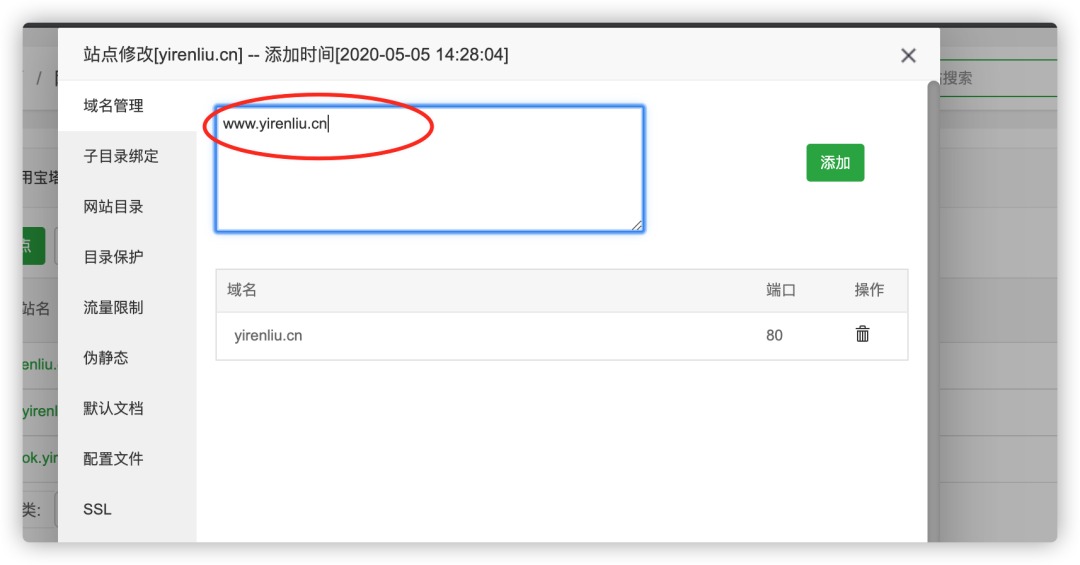 站点修改[yirenliu.cn] -- 添加时间[2020-05-05 14:28:04]
/
搜索
域名管理
www.yirenliu.cn
添加
子目录绑定
用宝塔
网站目录
点
目录保护
域名 端口 操作
站名
流量限制
yirenliu.cn 80
伪静态
enliu.
默认文档
yirenl
配置文件
ok.yir
SSL
类: